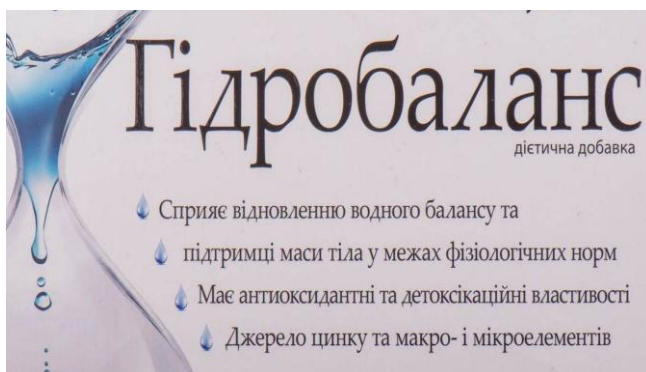 Гідробаланс
дієтична добавка
Сприяє відновленню водного балансу та
підтримці маси тіла у межах фізіологічних норм
Має антиоксидантні та детоксікаційні властивості
Джерело цинку та макро- і мікроелементів